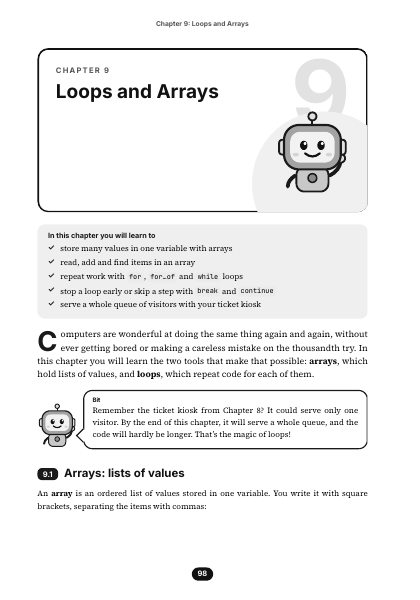 Chapter 9: Loops and Arrays
CHAPTER 9
Loops and Arrays
9
In this chapter you will learn to
✓ store many values in one variable with arrays
✓ read, add and find items in an array
✓ repeat work with for, for…of and while loops
✓ stop a loop early or skip a step with break and continue
✓ serve a whole queue of visitors with your ticket kiosk
Computers are wonderful at doing the same thing again and again, without
ever getting bored or making a careless mistake on the thousandth try. In
this chapter you will learn the two tools that make that possible: arrays, which
hold lists of values, and loops, which repeat code for each of them.
Bit
Remember the ticket kiosk from Chapter 8? It could serve only one
visitor. By the end of this chapter, it will serve a whole queue, and the
code will hardly be longer. That's the magic of loops!
9.1 Arrays: lists of values
An array is an ordered list of values stored in one variable. You write it with square
brackets, separating the items with commas:
98